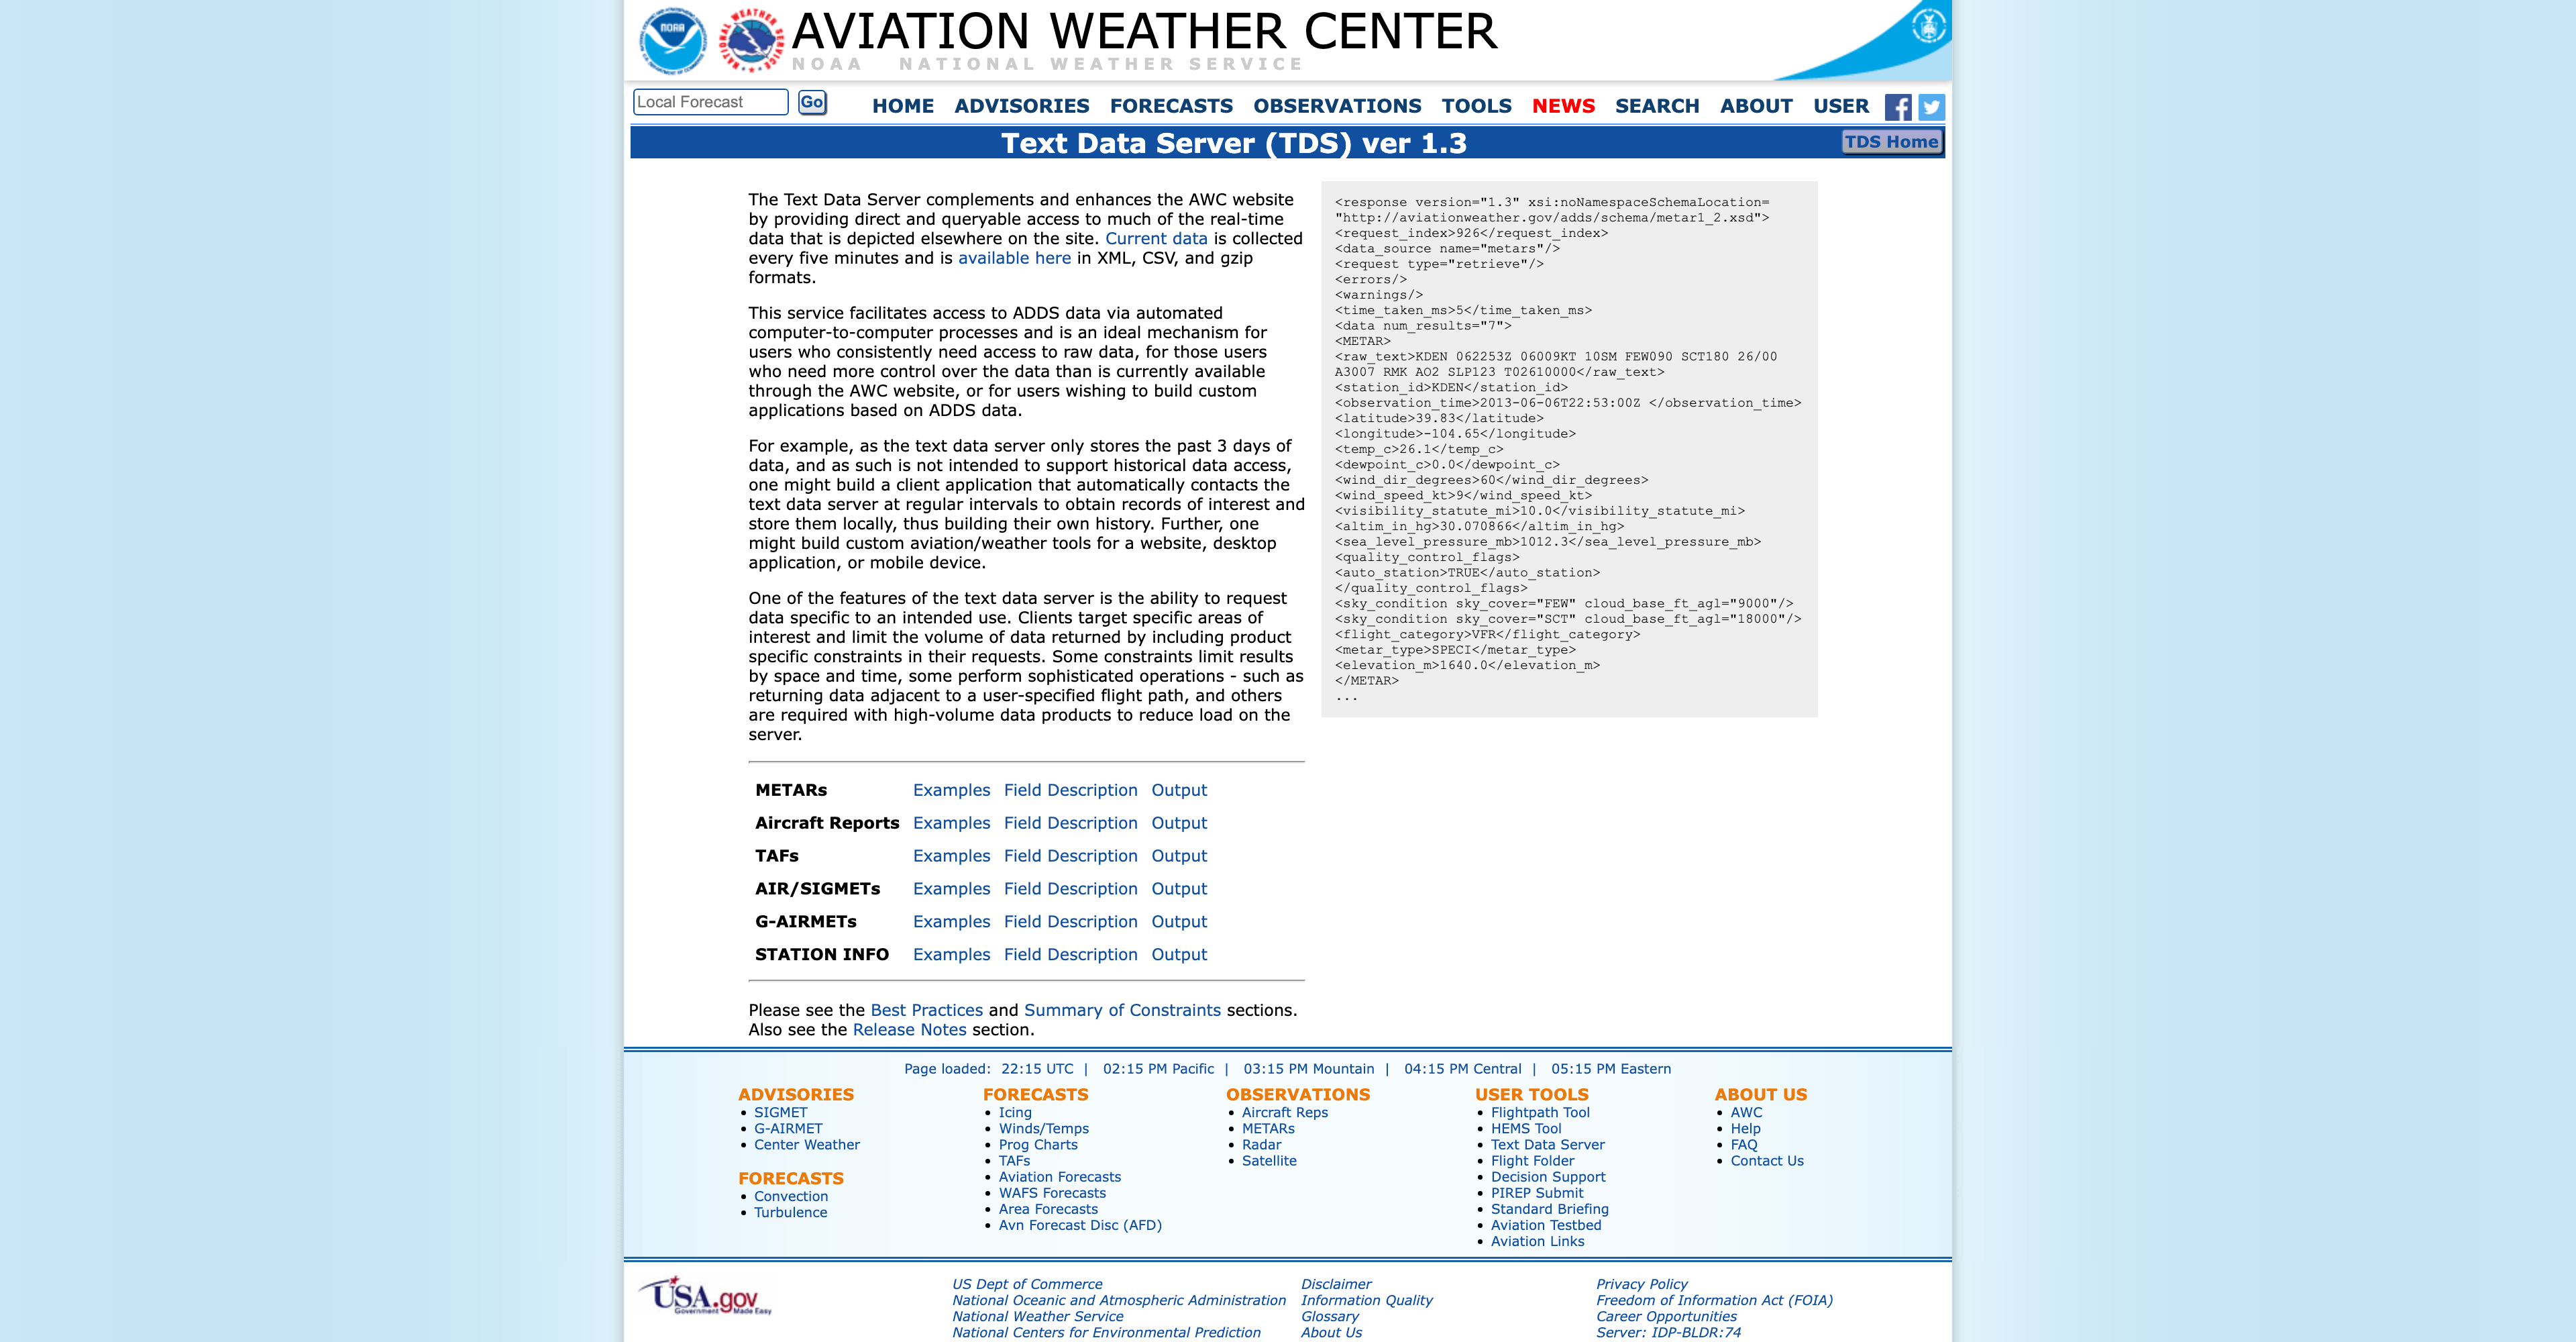 NOAA
AVIATION WEATHER CENTER
NOAA NATIONAL WEATHER SERVICE
Local Forecast Go HOME ADVISORIES FORECASTS OBSERVATIONS TOOLS NEWS SEARCH ABOUT USER
Text Data Server (TDS) ver 1.3 TDS Home
The Text Data Server complements and enhances the AWC website
by providing direct and queryable access to much of the real-time
data that is depicted elsewhere on the site. Current data is collected
every five minutes and is available here in XML, CSV, and gzip
formats.
This service facilitates access to ADDS data via automated
computer-to-computer processes and is an ideal mechanism for
users who consistently need access to raw data, for those users
who need more control over the data than is currently available
through the AWC website, or for users wishing to build custom
applications based on ADDS data.
For example, as the text data server only stores the past 3 days of
data, and as such is not intended to support historical data access,
one might build a client application that automatically contacts the
text data server at regular intervals to obtain records of interest and
store them locally, thus building their own history. Further, one
might build custom aviation/weather tools for a website, desktop
application, or mobile device.
One of the features of the text data server is the ability to request
data specific to an intended use. Clients target specific areas of
interest and limit the volume of data returned by including product
specific constraints in their requests. Some constraints limit results
by space and time, some perform sophisticated operations - such as
returning data adjacent to a user-specified flight path, and others
are required with high-volume data products to reduce load on the
server.
<response version="1.3" xsi:noNamespaceSchemaLocation=
"http://aviationweather.gov/adds/schema/metar1_2.xsd">
<request_index>926</request_index>
<data_source name="metars"/>
<request type="retrieve"/>
<errors/>
<warnings/>
<time_taken_ms>5</time_taken_ms>
<data num_results="7">
<METAR>
<raw_text>KDEN 062253Z 06009KT 10SM FEW090 SCT180 26/00
A3007 RMK AO2 SLP123 T02610000</raw_text>
<station_id>KDEN</station_id>
<observation_time>2013-06-06T22:53:00Z </observation_time>
<latitude>39.83</latitude>
<longitude>-104.65</longitude>
<temp_c>26.1</temp_c>
<dewpoint_c>0.0</dewpoint_c>
<wind_dir_degrees>60</wind_dir_degrees>
<wind_speed_kt>9</wind_speed_kt>
<visibility_statute_mi>10.0</visibility_statute_mi>
<altim_in_hg>30.070866</altim_in_hg>
<sea_level_pressure_mb>1012.3</sea_level_pressure_mb>
<quality_control_flags>
<auto_station>TRUE</auto_station>
</quality_control_flags>
<sky_condition sky_cover="FEW" cloud_base_ft_agl="9000"/>
<sky_condition sky_cover="SCT" cloud_base_ft_agl="18000"/>
<flight_category>VFR</flight_category>
<metar_type>SPECI</metar_type>
<elevation_m>1640.0</elevation_m>
</METAR>
...
METARs Examples Field Description Output
Aircraft Reports Examples Field Description Output
TAFs Examples Field Description Output
AIR/SIGMETs Examples Field Description Output
G-AIRMETs Examples Field Description Output
STATION INFO Examples Field Description Output
Please see the Best Practices and Summary of Constraints sections.
Also see the Release Notes section.
Page loaded: 22:15 UTC | 02:15 PM Pacific | 03:15 PM Mountain | 04:15 PM Central | 05:15 PM Eastern
ADVISORIES
SIGMET
G-AIRMET
Center Weather
FORECASTS
Convection
Turbulence
FORECASTS
Icing
Winds/Temps
Prog Charts
TAFs
Aviation Forecasts
WAFS Forecasts
Area Forecasts
Avn Forecast Disc (AFD)
OBSERVATIONS
Aircraft Reps
METARs
Radar
Satellite
USER TOOLS
Flightpath Tool
HEMS Tool
Text Data Server
Flight Folder
Decision Support
PIREP Submit
Standard Briefing
Aviation Testbed
Aviation Links
ABOUT US
AWC
Help
FAQ
Contact Us
USA.gov
Government Made Easy
US Dept of Commerce
National Oceanic and Atmospheric Administration
National Weather Service
National Centers for Environmental Prediction
Disclaimer
Information Quality
Glossary
About Us
Privacy Policy
Freedom of Information Act (FOIA)
Career Opportunities
Server: IDP-BLDR:74